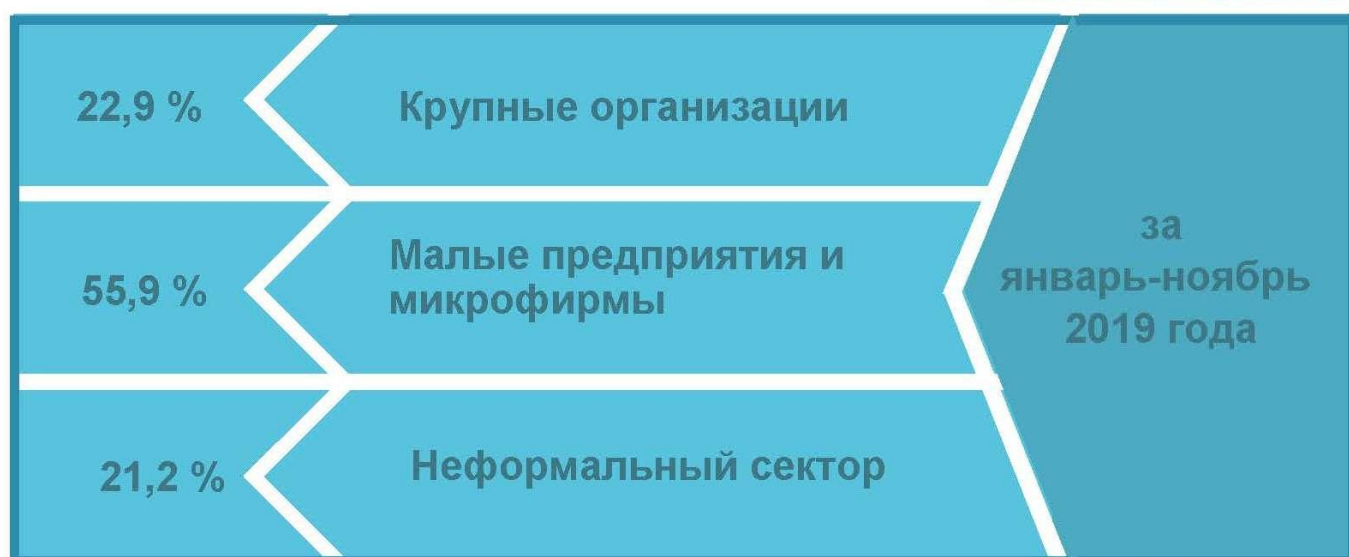 22,9 %
Крупные организации
55,9 %
Малые предприятия и
микрофирмы
21,2 %
Неформальный сектор
за
январь-ноябрь
2019 года